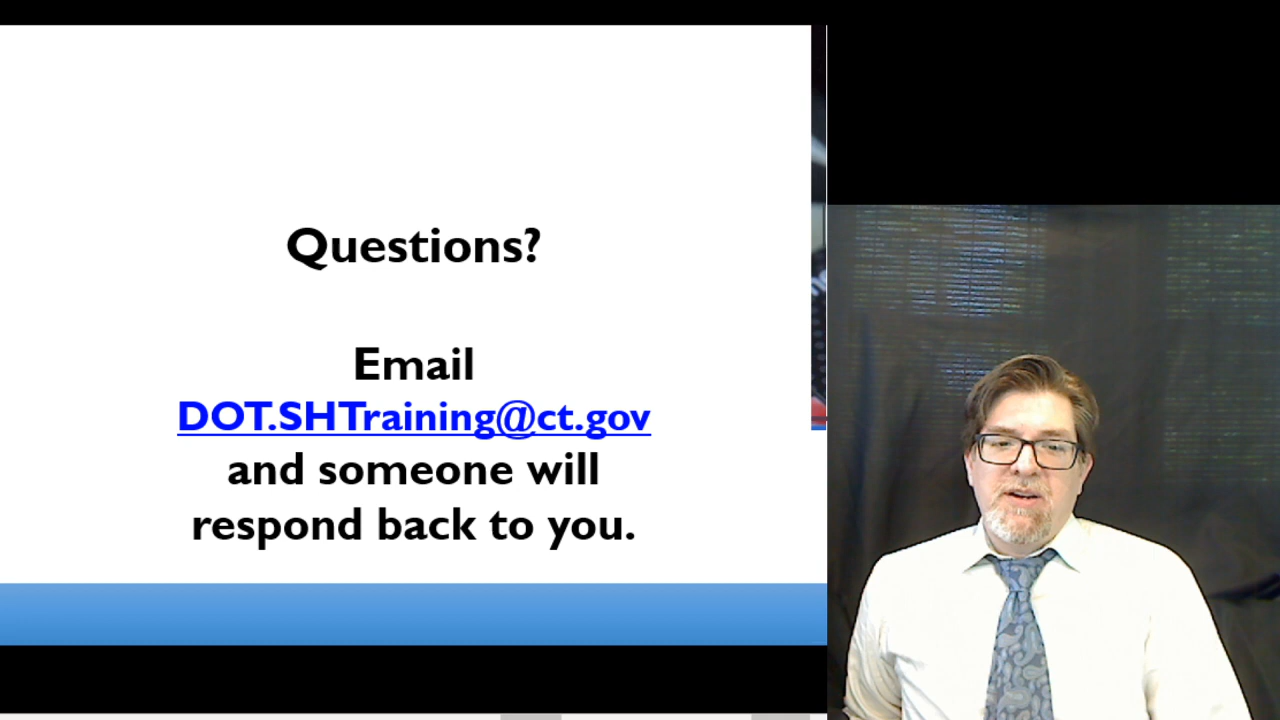 Questions?
Email
DOT.SHTraining@ct.gov
and someone will
respond back to you.